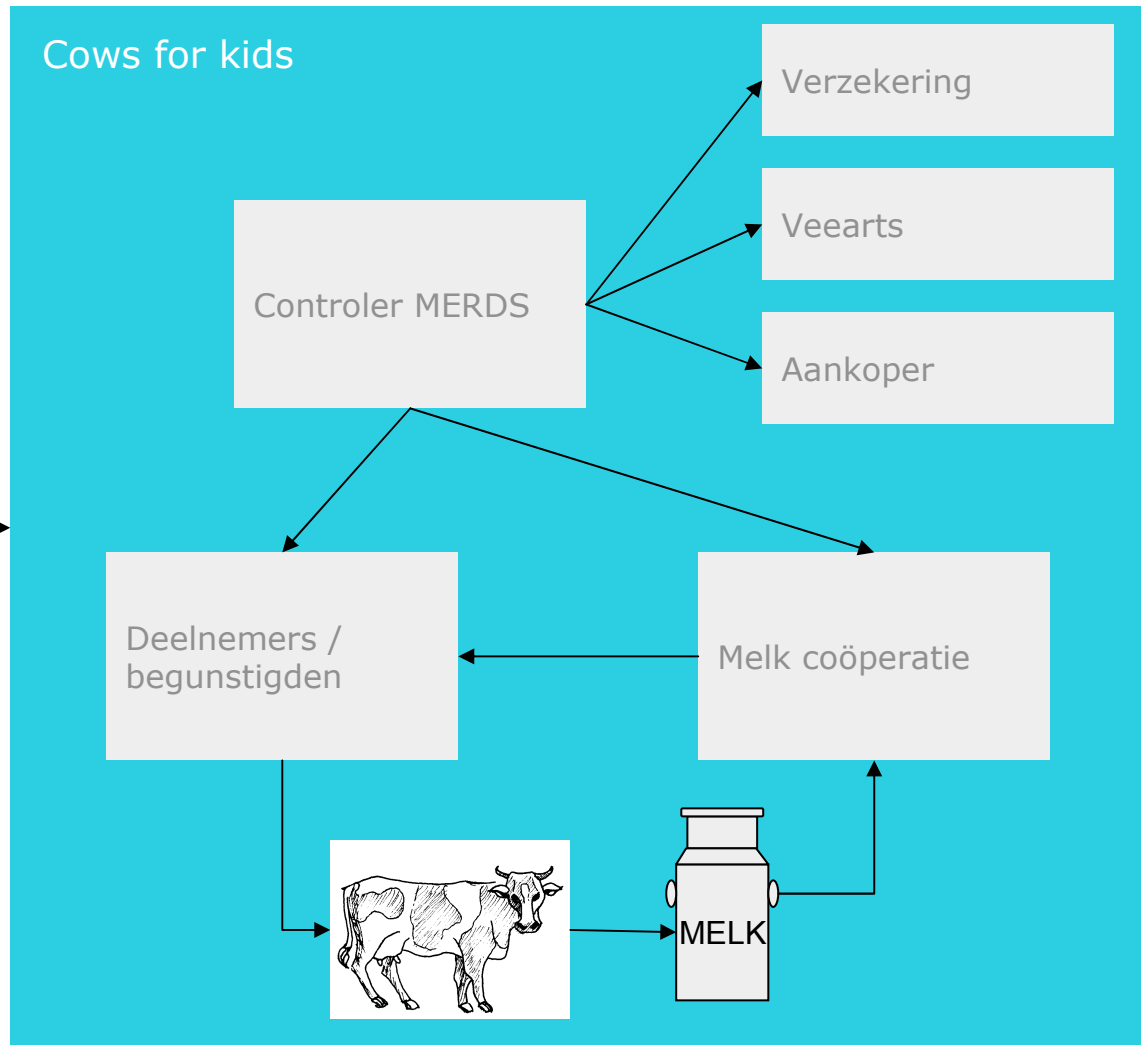 Cows for kids
Verzekering
Veearts
Controler MERDS
Aankoper
Deelnemers /
begunstigden
Melk coöperatie
MELK